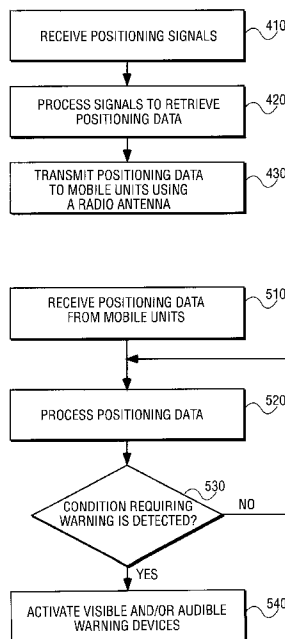 RECEIVE POSITIONING SIGNALS
410
PROCESS SIGNALS TO RETRIEVE
POSITIONING DATA
420
TRANSMIT POSITIONING DATA
TO MOBILE UNITS USING
A RADIO ANTENNA
430
RECEIVE POSITIONING DATA
FROM MOBILE UNITS
510
PROCESS POSITIONING DATA
520
CONDITION REQUIRING
WARNING IS DETECTED?
530
NO
YES
ACTIVATE VISIBLE AND/OR AUDIBLE
WARNING DEVICES
540